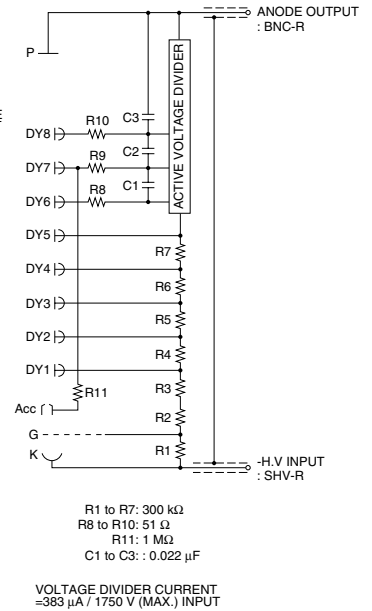 ANODE OUTPUT
: BNC-R
P
ACTIVE VOLTAGE DIVIDER
E
R10
C3
DY8
R9
C2
DY7
R8
C1
DY6
DY5
R7
DY4
R6
DY3
R5
DY2
R4
DY1
R11
R3
Acc
R2
G
R1
K
-H.V INPUT
: SHV-R
R1 to R7: 300 kΩ
R8 to R10: 51 Ω
R11: 1 MΩ
C1 to C3: : 0.022 µF
VOLTAGE DIVIDER CURRENT
=383 µA / 1750 V (MAX.) INPUT